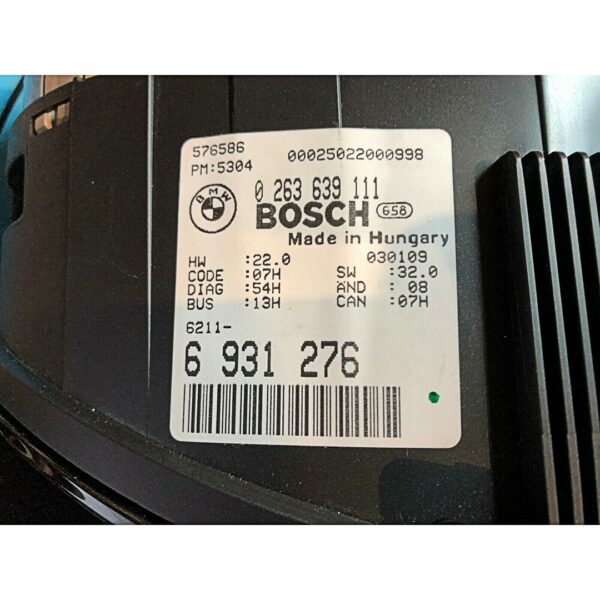 576586
PM:5304
00025022000998
BMW
0 263 639 111
BOSCH 658
Made in Hungary
030109
HW :22.0
CODE :07H
DIAG :54H
BUS :13H
SW :32.0
ÄND : 08
CAN :07H
6211-
6 931 276